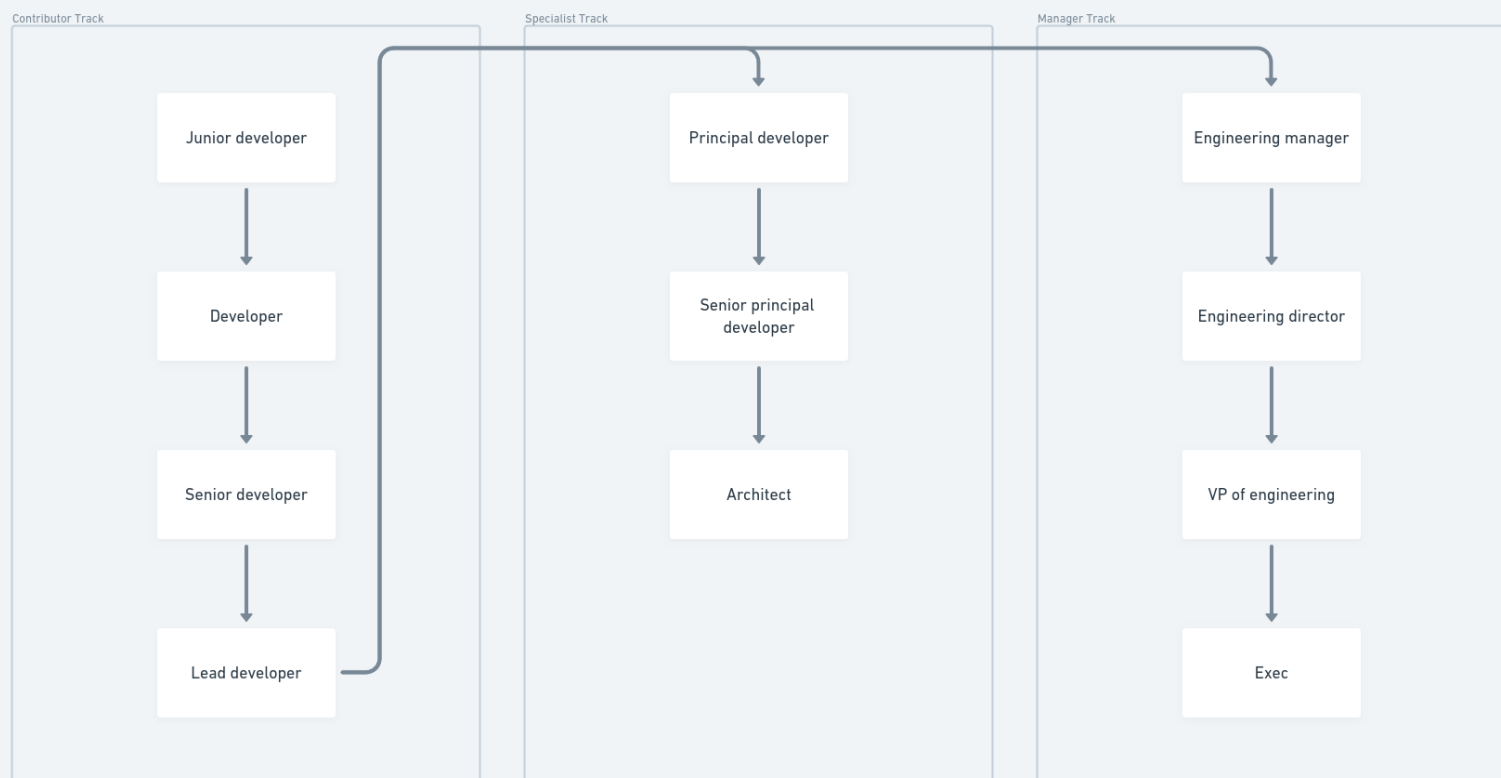 Contributor Track
Specialist Track
Manager Track
Junior developer
Developer
Senior developer
Lead developer
Principal developer
Senior principal
developer
Architect
Engineering manager
Engineering director
VP of engineering
Exec